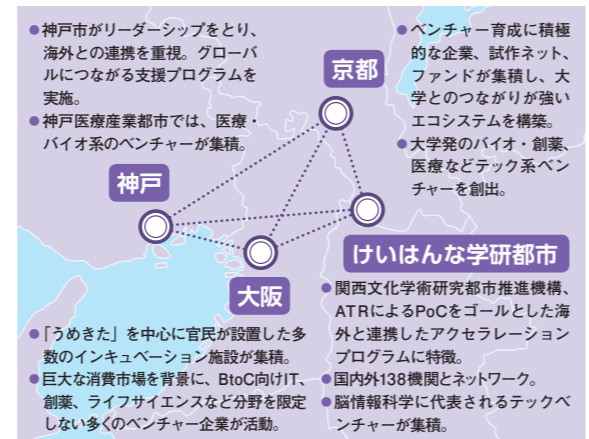 ●神戸市がリーダーシップをとり、
海外との連携を重視。グローバ
ルにつながる支援プログラムを
実施。
●神戸医療産業都市では、医療・
バイオ系のベンチャーが集積。
神戸
京都
●ベンチャー育成に積極
的な企業、試作ネット、
ファンドが集積し、大
学とのつながりが強い
エコシステムを構築。
●大学発のバイオ・創薬、
医療などテック系ベン
チャーを創出。
大阪
●「うめきた」を中心に官民が設置した多
数のインキュベーション施設が集積。
●巨大な消費市場を背景に、BtoC向けIT、
創薬、ライフサイエンスなど分野を限定
しない多くのベンチャー企業が活動。
けいはんな学研都市
●関西文化学術研究都市推進機構、
ATRによるPoCをゴールとした海
外と連携したアクセラレーション
プログラムに特徴。
●国内外138機関とネットワーク。
●脳情報科学に代表されるテックベ
ンチャーが集積。